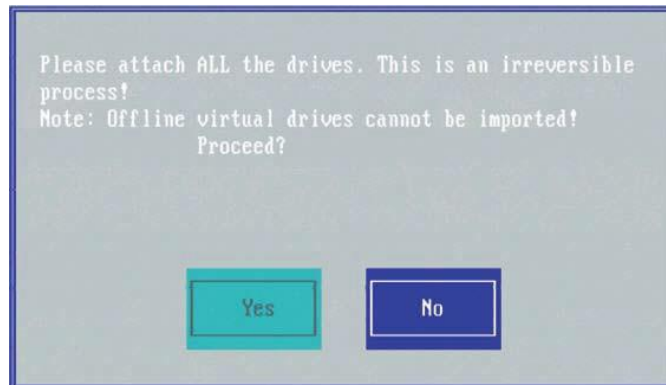 Please attach ALL the drives. This is an irreversible
process!
Note: Offline virtual drives cannot be imported!
Proceed?
Yes
No